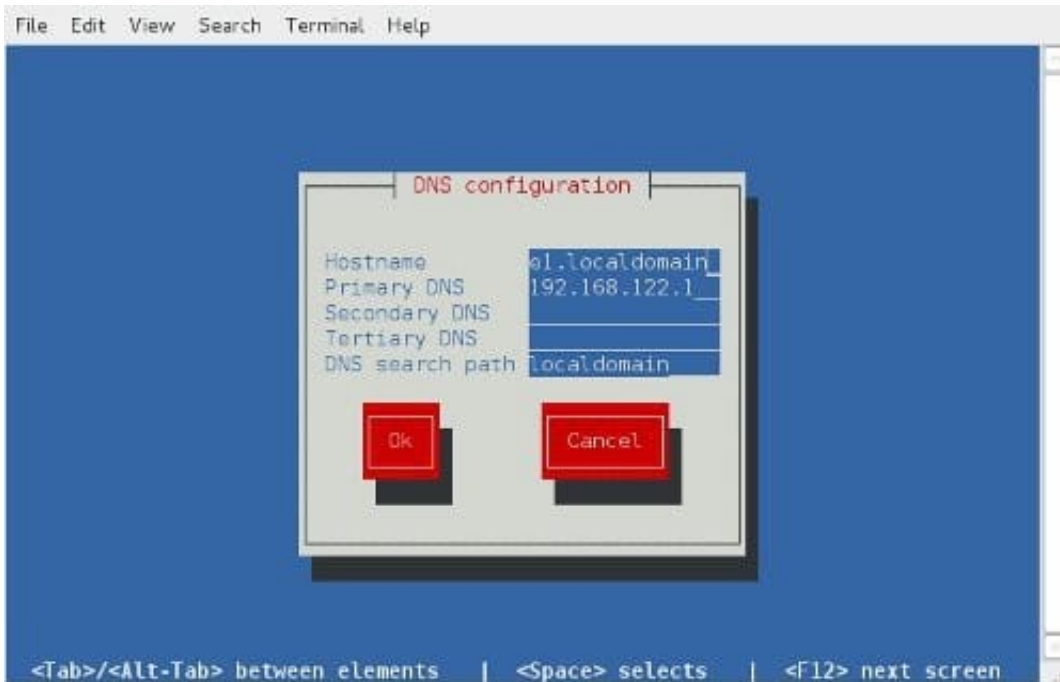 File Edit View Search Terminal Help
DNS configuration
Hostname el.localdomain
Primary DNS 192.168.122.1
Secondary DNS
Tertiary DNS
DNS search path localdomain
Ok Cancel
<Tab>/<Alt-Tab> between elements | <Space> selects | <F12> next screen